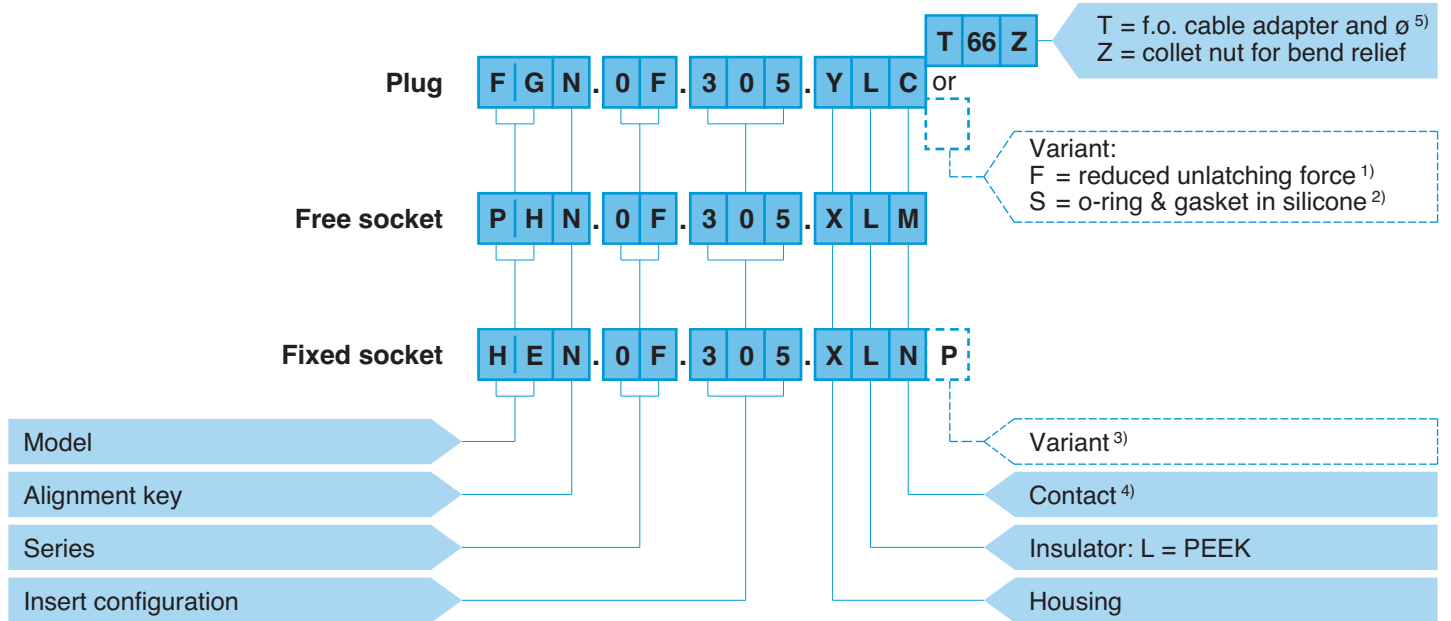 T 66 Z
T = f.o. cable adapter and ø 5)
Z = collet nut for bend relief
Plug F G N . 0 F . 3 0 5 . Y L C or
Variant:
F = reduced unlatching force 1)
S = o-ring & gasket in silicone 2)
Free socket P H N . 0 F . 3 0 5 . X L M
Fixed socket H E N . 0 F . 3 0 5 . X L N P
Model
Variant 3)
Alignment key
Contact 4)
Series
Insulator: L = PEEK
Insert configuration
Housing